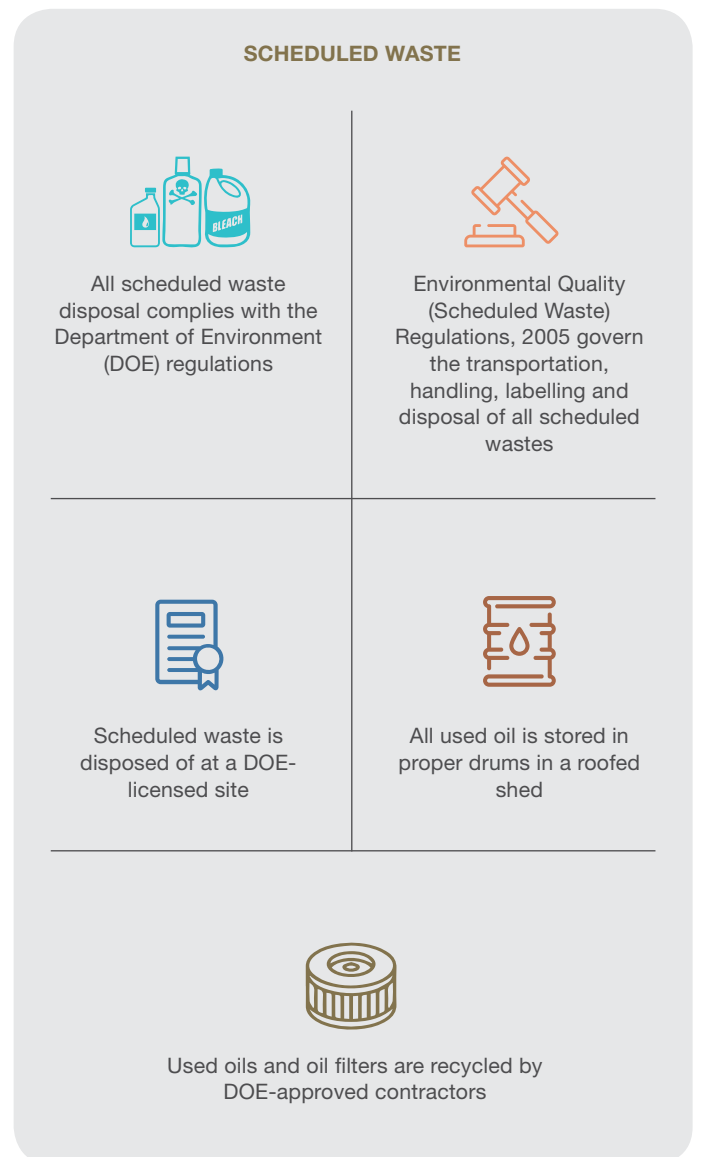 SCHEDULED WASTE
BLEACH
All scheduled waste
disposal complies with the
Department of Environment
(DOE) regulations
Environmental Quality
(Scheduled Waste)
Regulations, 2005 govern
the transportation,
handling, labelling and
disposal of all scheduled
wastes
Scheduled waste is
disposed of at a DOE-
licensed site
All used oil is stored in
proper drums in a roofed
shed
Used oils and oil filters are recycled by
DOE-approved contractors